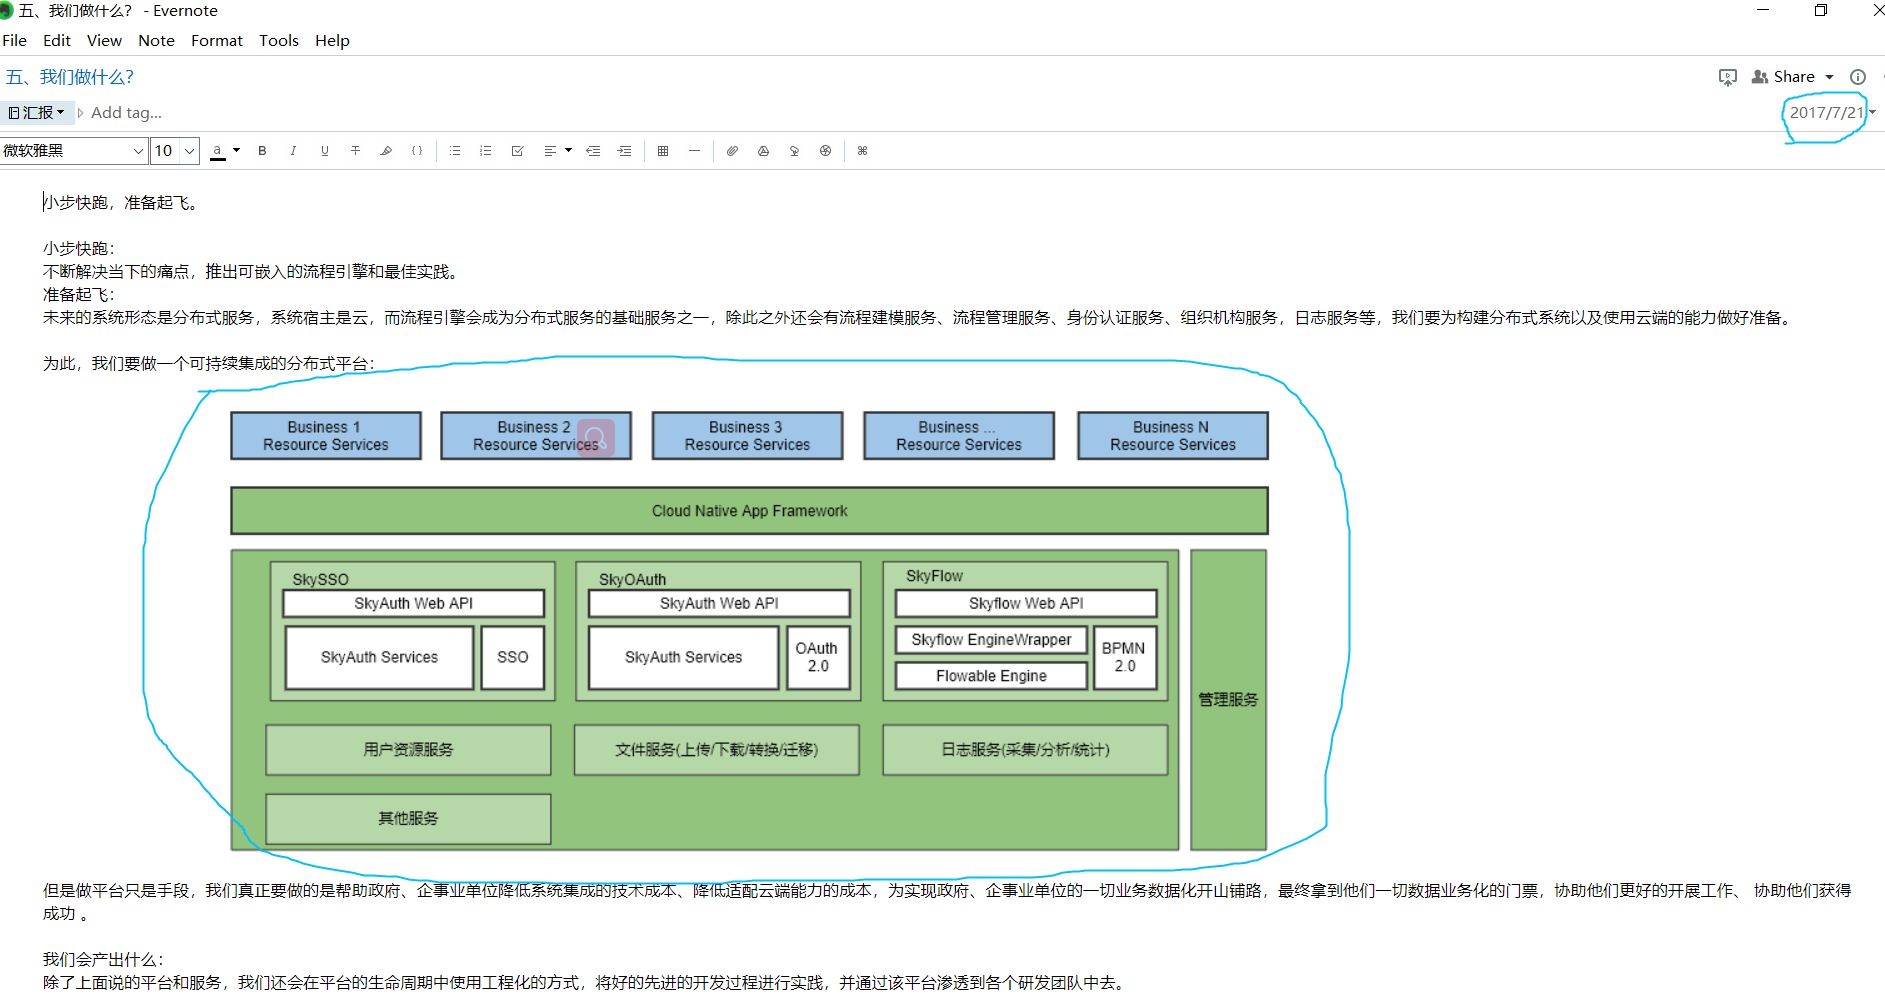 五、我们做什么？ - Evernote
File Edit View Note Format Tools Help
五、我们做什么？
Share
汇报
Add tag...
2017/7/21
微软雅黑
10
小步快跑，准备起飞。
小步快跑：
不断解决当下的痛点，推出可嵌入的流程引擎和最佳实践。
准备起飞：
未来的系统形态是分布式服务，系统宿主是云，而流程引擎会成为分布式服务的基础服务之一，除此之外还会有流程建模服务、流程管理服务、身份认证服务、组织机构服务，日志服务等，我们要为构建分布式系统以及使用云端的能力做好准备。
为此，我们要做一个可持续集成的分布式平台：
Business 1
Resource Services
Business 2
Resource Services
Business 3
Resource Services
Business ...
Resource Services
Business N
Resource Services
Cloud Native App Framework
SkySSO
SkyAuth Web API
SkyAuth Services
SSO
SkyOAuth
SkyAuth Web API
SkyAuth Services
OAuth
2.0
SkyFlow
Skyflow Web API
Skyflow EngineWrapper
Flowable Engine
BPMN
2.0
管理服务
用户资源服务
文件服务(上传/下载/转换/迁移)
日志服务(采集/分析/统计)
其他服务
但是做平台只是手段，我们真正要做的是帮助政府、企事业单位降低系统集成的技术成本、降低适配云端能力的成本，为实现政府、企事业单位的一切业务数据化开山铺路，最终拿到他们一切数据业务化的门票，协助他们更好的开展工作、 协助他们获得
成功 。
我们会产出什么：
除了上面说的平台和服务，我们还会在平台的生命周期中使用工程化的方式，将好的先进的开发过程进行实践，并通过该平台渗透到各个研发团队中去。